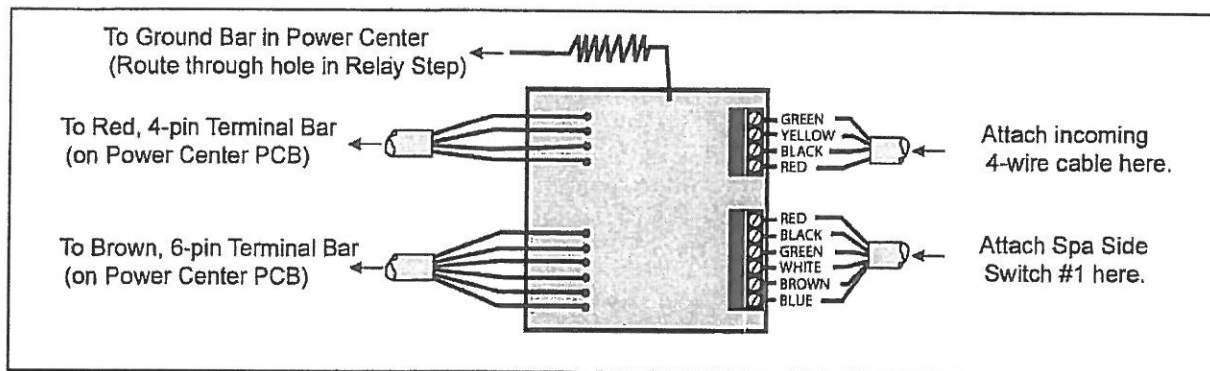 To Ground Bar in Power Center
(Route through hole in Relay Step)
To Red, 4-pin Terminal Bar
(on Power Center PCB)
GREEN
YELLOW
BLACK
RED
Attach incoming
4-wire cable here.
To Brown, 6-pin Terminal Bar
(on Power Center PCB)
RED
BLACK
GREEN
WHITE
BROWN
BLUE
Attach Spa Side
Switch #1 here.